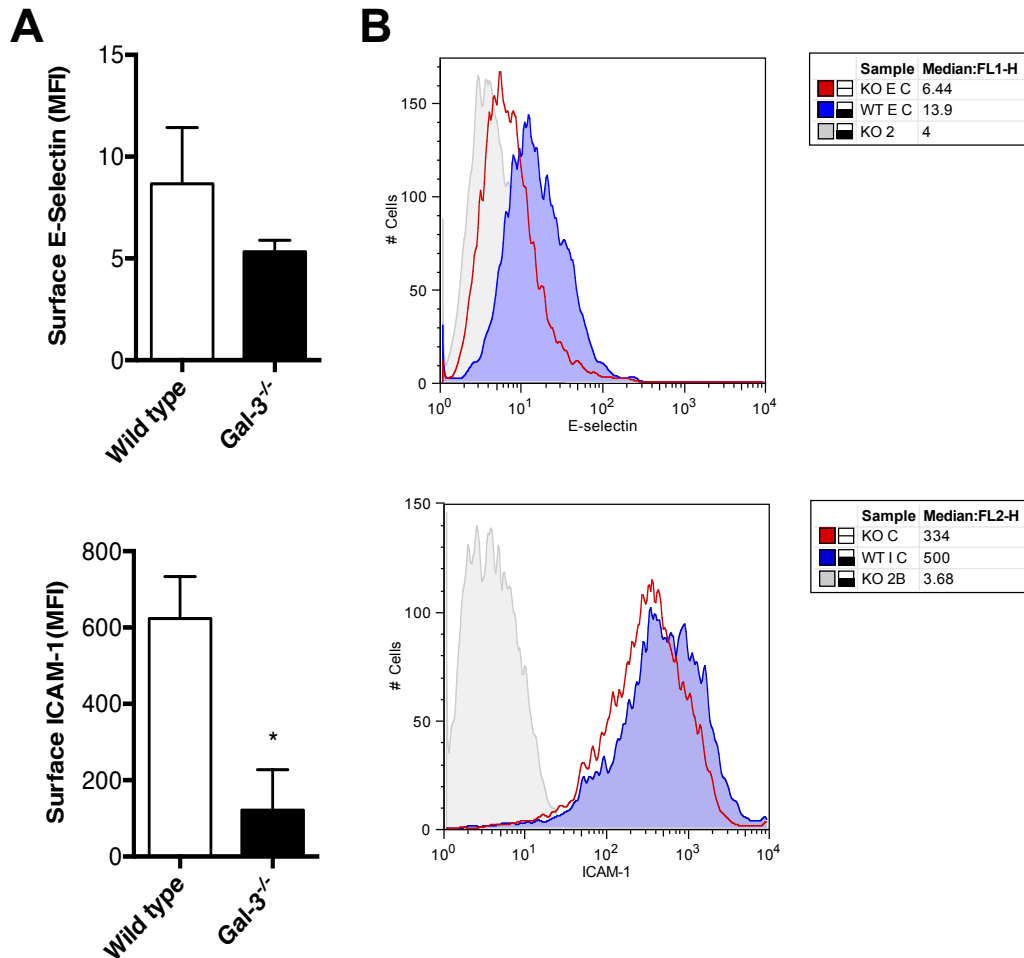 A
B
Surface E-Selectin (MFI)
15
10
5
0
Wild type
Gal-3-/-
# Cells
150
100
50
0
10^0 10^1 10^2 10^3 10^4
E-selectin
Sample Median:FL1-H
KO E C 6.44
WT E C 13.9
KO 2 4
Surface ICAM-1(MFI)
800
600
400
200
0
*
Wild type
Gal-3-/-
# Cells
150
100
50
0
10^0 10^1 10^2 10^3 10^4
ICAM-1
Sample Median:FL2-H
KO C 334
WT I C 500
KO 2B 3.68